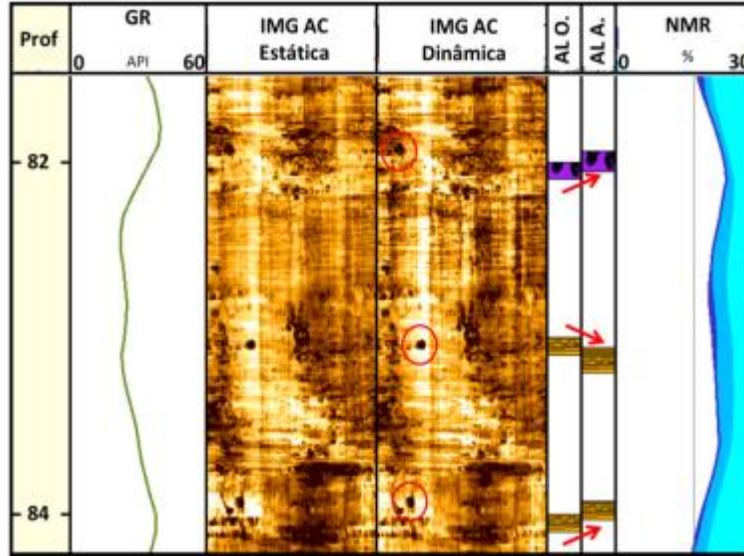 Prof
GR
0 API 60
IMG AC
Estática
IMG AC
Dinâmica
AL O.
AL A.
NMR
0 % 30
82
84